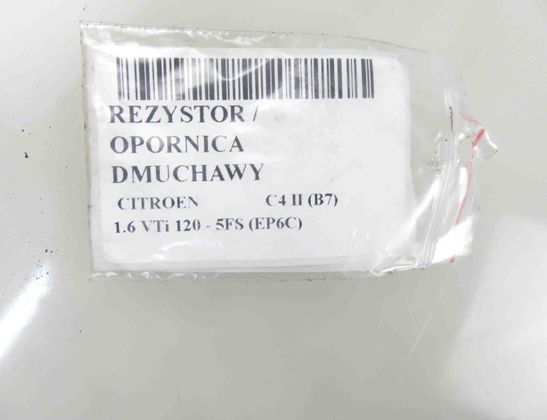 REZYSTOR /
OPORNICA
DMUCHAWY
CITROEN C4 II (B7)
1.6 VTi 120 - 5FS (EP6C)